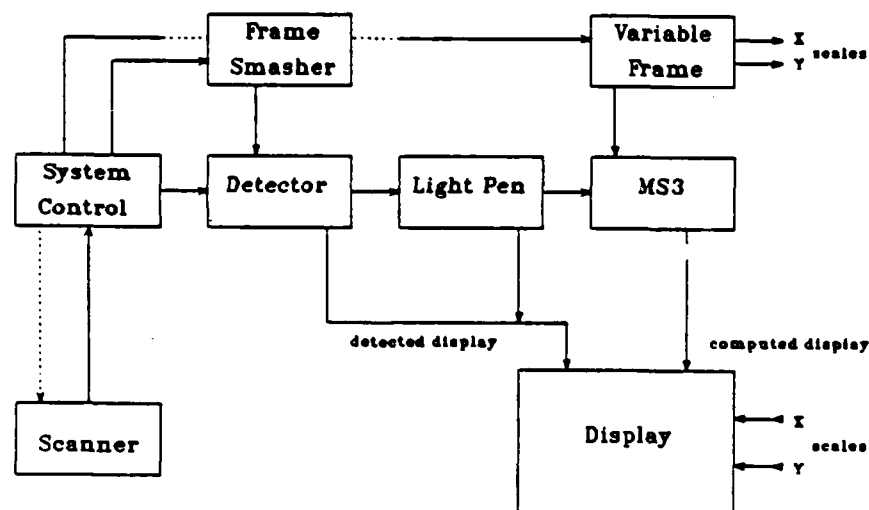 Frame
Smasher
Variable
Frame
X
Y
scales
System
Control
Detector
Light Pen
MS3
detected display
computed display
Scanner
Display
X
Y
scales